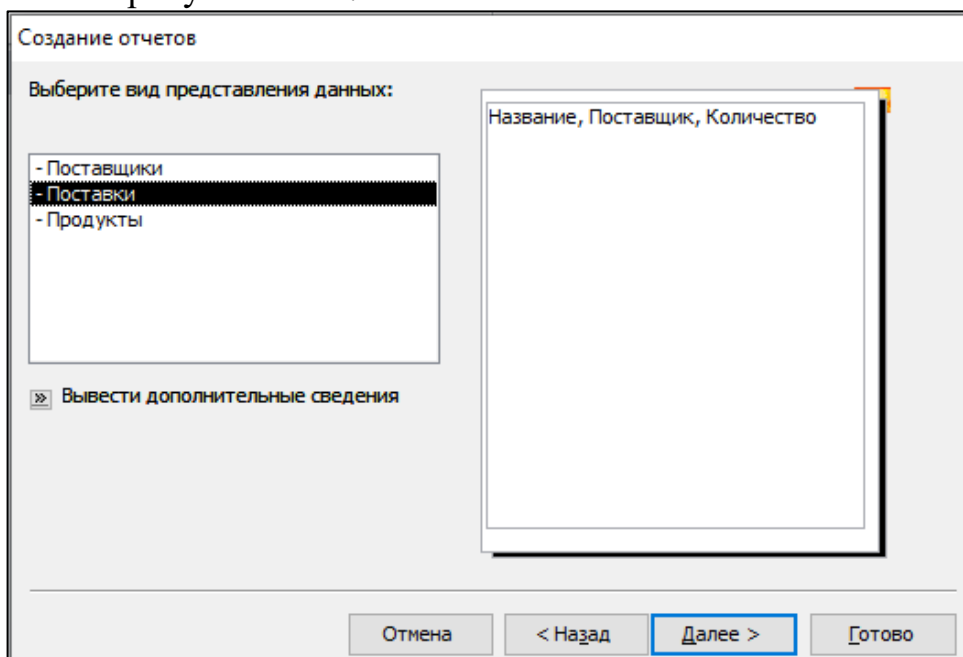 Создание отчетов
Выберите вид представления данных:
- Поставщики
- Поставки
- Продукты
Вывести дополнительные сведения
Название, Поставщик, Количество
Отмена
< Назад
Далее >
Готово